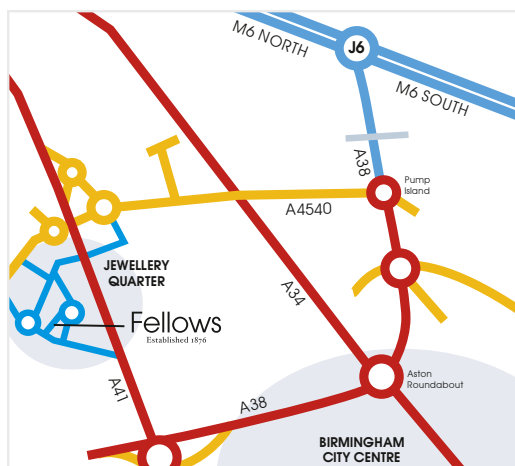 M6 NORTH
J6
M6 SOUTH
A38
Pump
Island
A4540
JEWELLERY
QUARTER
A34
Fellows
Established 1876
A41
Aston
Roundabout
A38
BIRMINGHAM
CITY CENTRE